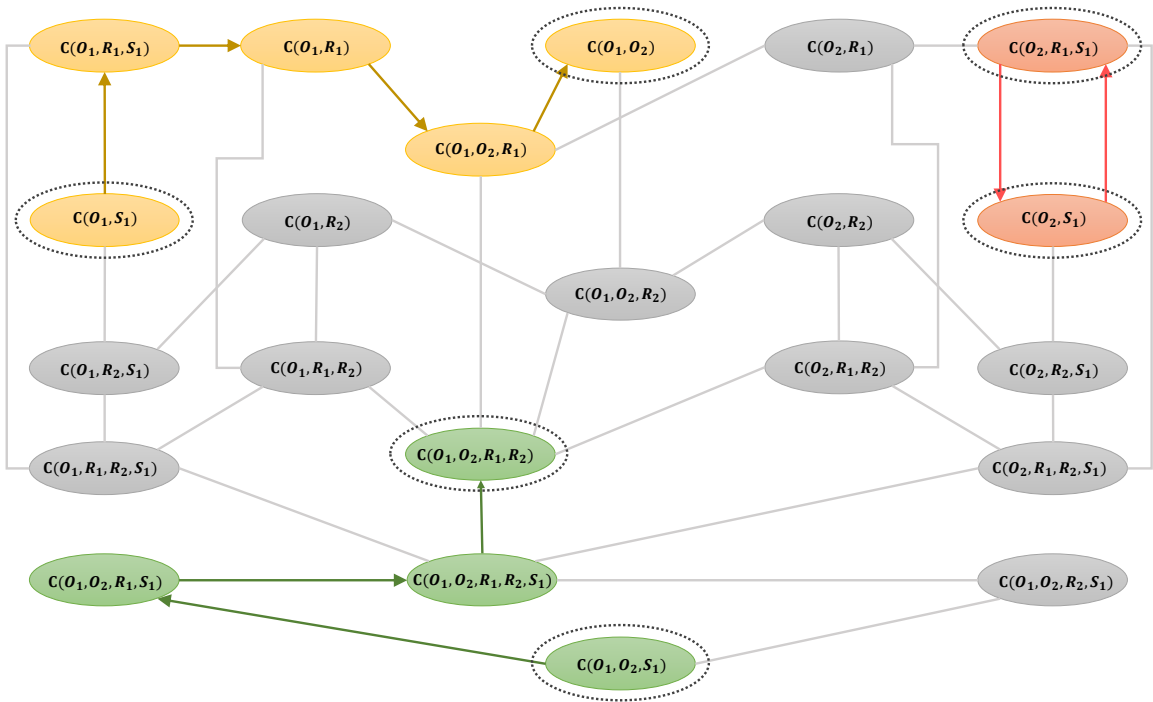 C(O₁,R₁,S₁)
C(O₁,R₁)
C(O₁,O₂)
C(O₂,R₁)
C(O₂,R₁,S₁)
C(O₁,O₂,R₁)
C(O₁,S₁)
C(O₁,R₂)
C(O₂,R₂)
C(O₂,S₁)
C(O₁,O₂,R₂)
C(O₁,R₂,S₁)
C(O₁,R₁,R₂)
C(O₂,R₁,R₂)
C(O₂,R₂,S₁)
C(O₁,R₁,R₂,S₁)
C(O₁,O₂,R₁,R₂)
C(O₂,R₁,R₂,S₁)
C(O₁,O₂,R₁,S₁)
C(O₁,O₂,R₁,R₂,S₁)
C(O₁,O₂,R₂,S₁)
C(O₁,O₂,S₁)